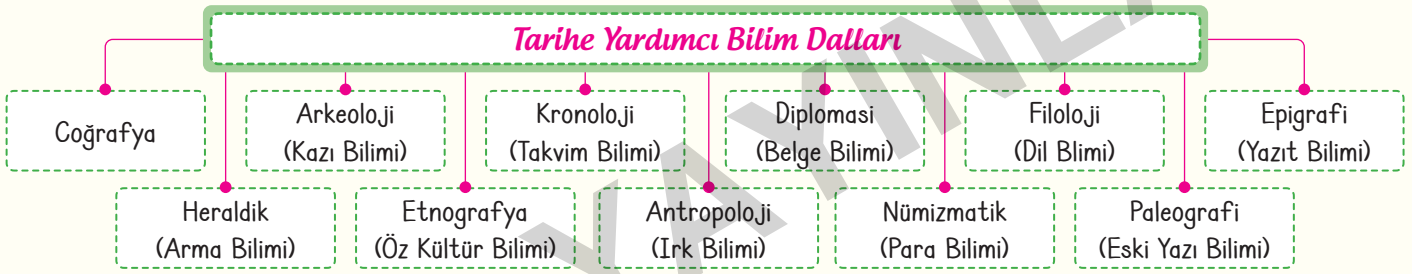 Tarihe Yardımcı Bilim Dalları
Coğrafya
Arkeoloji
(Kazı Bilimi)
Kronoloji
(Takvim Bilimi)
Diplomasi
(Belge Bilimi)
Filoloji
(Dil Blimi)
Epigrafi
(Yazıt Bilimi)
Heraldik
(Arma Bilimi)
Etnografya
(Öz Kültür Bilimi)
Antropoloji
(Irk Bilimi)
Nümizmatik
(Para Bilimi)
Paleografi
(Eski Yazı Bilimi)